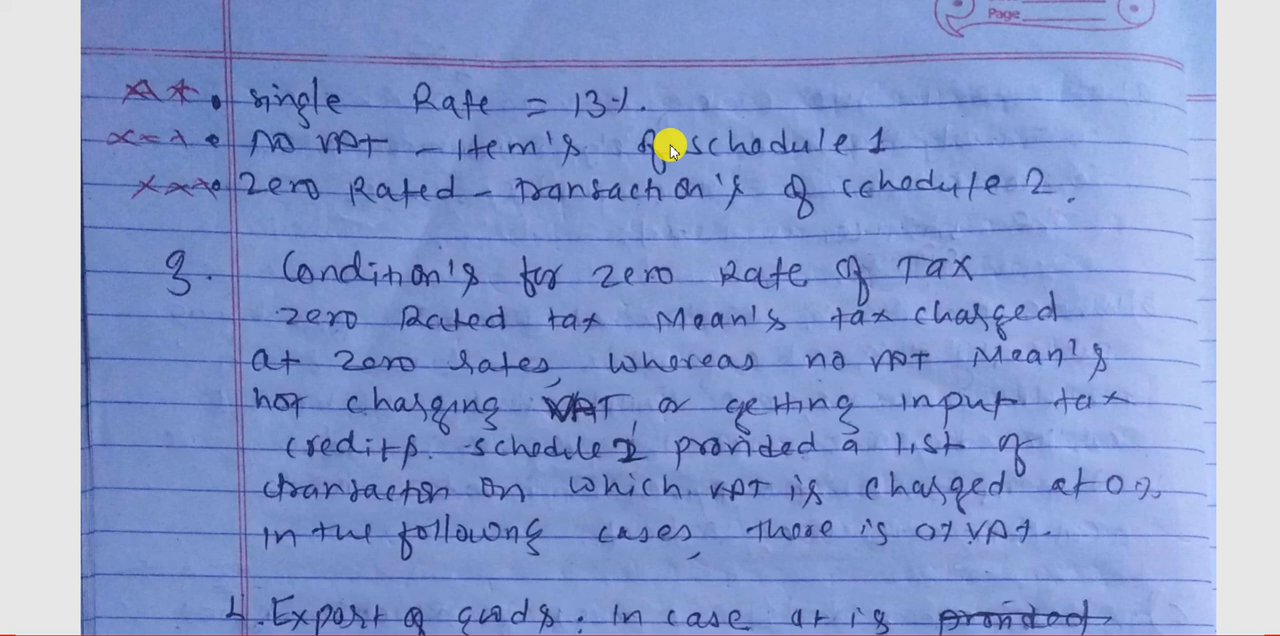 Page
single Rate = 13%.
No VAT - Item's of schedule 1
Zero Rated - Transaction's of schedule 2.
3. Condition's for zero Rate of Tax
zero Rated tax Mean's tax charged
at zero rates, whereas no VAT Mean's
not charging VAT, or getting input tax
credits. schedule 2 provided a list of
transaction on which VAT is charged at 0%
in the following cases, there is 0% VAT.
1. Export of goods: in case at is provided